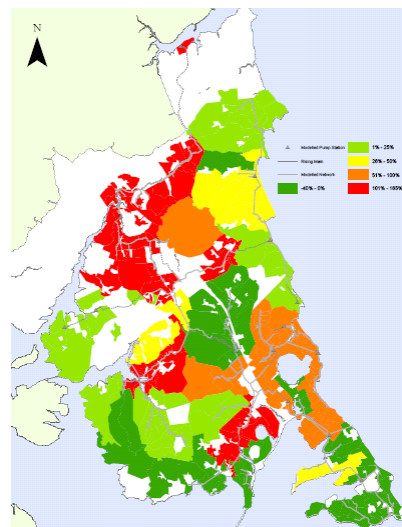 N
Modelled Pump Station
Rising Main
Modelled Network
-40% - 0%
1% - 25%
26% - 50%
51% - 100%
101% - 165%